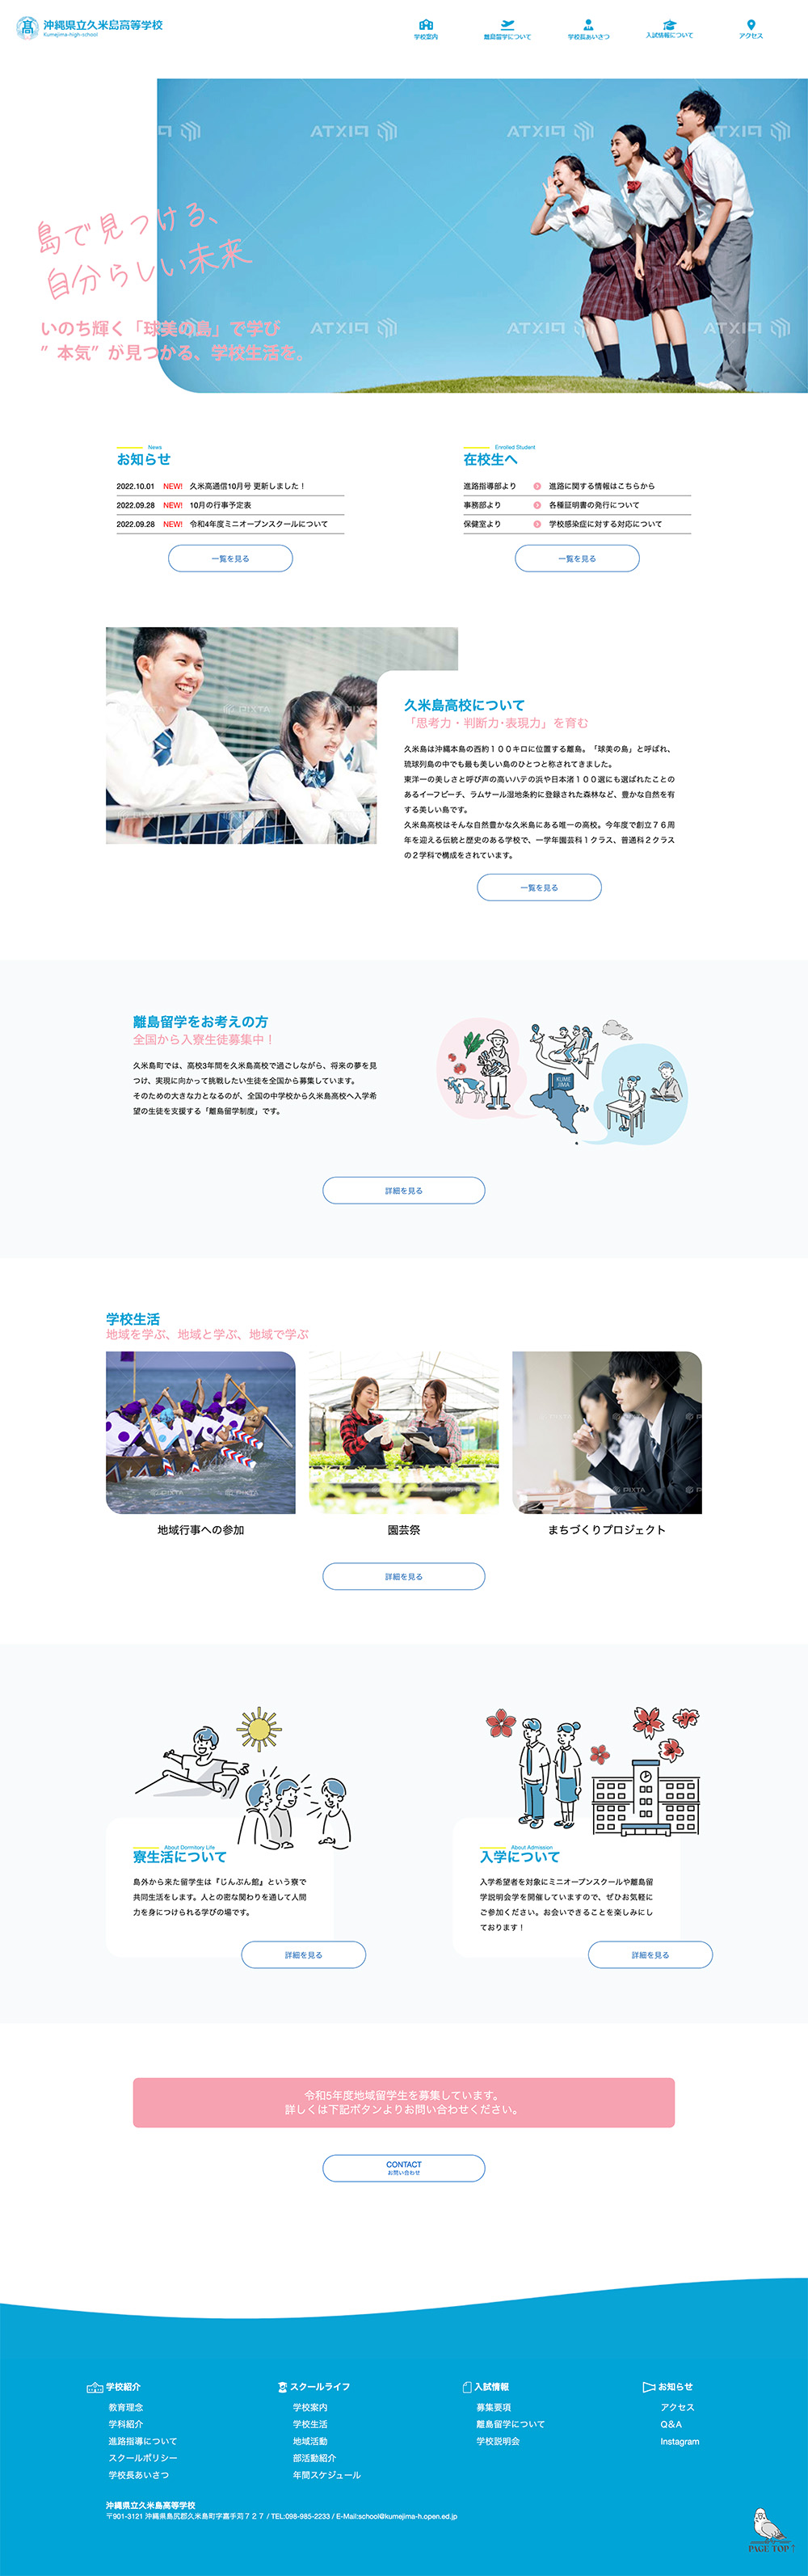 沖縄県立久米島高等学校
Kumejima-high-school
学校案内
離島留学について
学校長あいさつ
入試情報について
アクセス
島で見つける、
自分らしい未来
いのち輝く「球美の島」で学び
”本気”が見つかる、学校生活を。
News
お知らせ
2022.10.01 NEW! 久米高通信10月号 更新しました！
2022.09.28 NEW! 10月の行事予定表
2022.09.28 NEW! 令和4年度ミニオープンスクールについて
一覧を見る
Enrolled Student
在校生へ
進路指導部より 進路に関する情報はこちらから
事務部より 各種証明書の発行について
保健室より 学校感染症に対する対応について
一覧を見る
久米島高校について
「思考力・判断力・表現力」を育む
久米島は沖縄本島の西約１００キロに位置する離島。「球美の島」と呼ばれ、
琉球列島の中でも最も美しい島のひとつと称されてきました。
東洋一の美しさと呼び声の高いハテの浜や日本渚１００選にも選ばれたことの
あるイーフビーチ、ラムサール湿地条約に登録された森林など、豊かな自然を有
する美しい島です。
久米島高校はそんな自然豊かな久米島にある唯一の高校。今年度で創立７６周
年を迎える伝統と歴史のある学校で、一学年園芸科１クラス、普通科２クラス
の２学科で構成をされています。
一覧を見る
離島留学をお考えの方
全国から入寮生徒募集中！
久米島町では、高校3年間を久米島高校で過ごしながら、将来の夢を見
つけ、実現に向かって挑戦したい生徒を全国から募集しています。
そのための大きな力となるのが、全国の中学校から久米島高校へ入学希
望の生徒を支援する「離島留学制度」です。
KUME
JIMA
詳細を見る
学校生活
地域を学ぶ、地域と学ぶ、地域で学ぶ
地域行事への参加
園芸祭
まちづくりプロジェクト
詳細を見る
About Dormitory Life
寮生活について
島外から来た留学生は『じんぶん館』という寮で
共同生活をします。人との密な関わりを通して人間
力を身につけられる学びの場です。
詳細を見る
About Admission
入学について
入学希望者を対象にミニオープンスクールや離島留
学説明会学を開催していますので、ぜひお気軽に
ご参加ください。お会いできることを楽しみにし
ております！
詳細を見る
令和5年度地域留学生を募集しています。
詳しくは下記ボタンよりお問い合わせください。
CONTACT
お問い合わせ
学校紹介
教育理念
学科紹介
進路指導について
スクールポリシー
学校長あいさつ
スクールライフ
学校案内
学校生活
地域活動
部活動紹介
年間スケジュール
入試情報
募集要項
離島留学について
学校説明会
お知らせ
アクセス
Q&A
Instagram
沖縄県立久米島高等学校
〒901-3121 沖縄県島尻郡久米島町字嘉手苅７２７ / TEL:098-985-2233 / E-Mail:school@kumejima-h.open.ed.jp
PAGE TOP↑